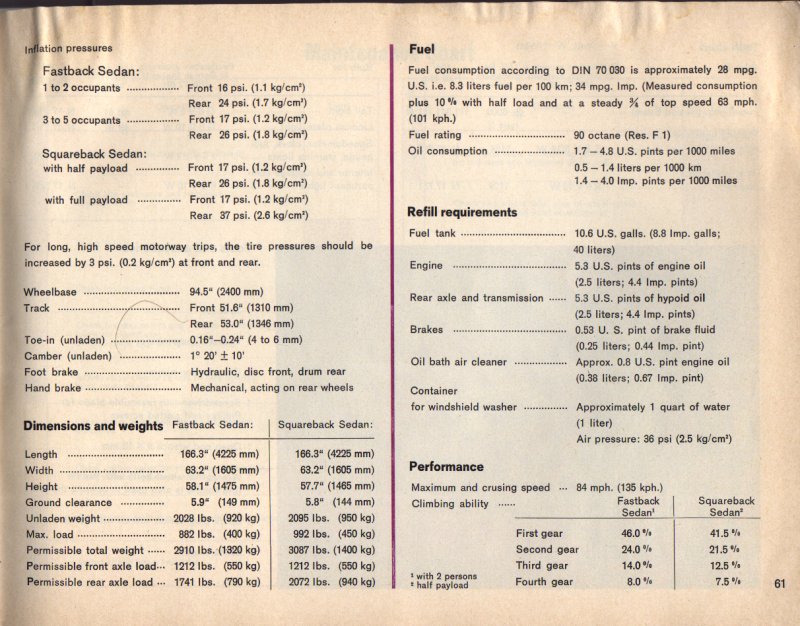 Inflation pressures
Fastback Sedan:
1 to 2 occupants ................ Front 16 psi. (1.1 kg/cm²)
Rear 24 psi. (1.7 kg/cm²)
3 to 5 occupants ................ Front 17 psi. (1.2 kg/cm²)
Rear 26 psi. (1.8 kg/cm²)
Squareback Sedan:
with half payload ............. Front 17 psi. (1.2 kg/cm²)
Rear 26 psi. (1.8 kg/cm²)
with full payload ............. Front 17 psi. (1.2 kg/cm²)
Rear 37 psi. (2.6 kg/cm²)
For long, high speed motorway trips, the tire pressures should be
increased by 3 psi. (0.2 kg/cm²) at front and rear.
Wheelbase ............................ 94.5" (2400 mm)
Track .................................... Front 51.6" (1310 mm)
Rear 53.0" (1346 mm)
Toe-in (unladen) .................... 0.16"–0.24" (4 to 6 mm)
Camber (unladen) .................. 1° 20' ± 10'
Foot brake ............................ Hydraulic, disc front, drum rear
Hand brake ............................ Mechanical, acting on rear wheels
Dimensions and weights Fastback Sedan: Squareback Sedan:
Length ............................ 166.3" (4225 mm) 166.3" (4225 mm)
Width .............................. 63.2" (1605 mm) 63.2" (1605 mm)
Height ............................ 58.1" (1475 mm) 57.7" (1465 mm)
Ground clearance .............. 5.9" (149 mm) 5.8" (144 mm)
Unladen weight .................. 2028 lbs. (920 kg) 2095 lbs. (950 kg)
Max. load ........................ 882 lbs. (400 kg) 992 lbs. (450 kg)
Permissible total weight ...... 2910 lbs. (1320 kg) 3087 lbs. (1400 kg)
Permissible front axle load... 1212 lbs. (550 kg) 1212 lbs. (550 kg)
Permissible rear axle load ... 1741 lbs. (790 kg) 2072 lbs. (940 kg)
Fuel
Fuel consumption according to DIN 70 030 is approximately 28 mpg.
U.S. i.e. 8.3 liters fuel per 100 km; 34 mpg. Imp. (Measured consumption
plus 10 % with half load and at a steady ¾ of top speed 63 mph.
(101 kph.)
Fuel rating ............................ 90 octane (Res. F 1)
Oil consumption .................... 1.7 – 4.8 U.S. pints per 1000 miles
0.5 – 1.4 liters per 1000 km
1.4 – 4.0 Imp. pints per 1000 miles
Refill requirements
Fuel tank .............................. 10.6 U.S. galls. (8.8 Imp. galls;
40 liters)
Engine ................................ 5.3 U.S. pints of engine oil
(2.5 liters; 4.4 Imp. pints)
Rear axle and transmission ..... 5.3 U.S. pints of hypoid oil
(2.5 liters; 4.4 Imp. pints)
Brakes ................................ 0.53 U. S. pint of brake fluid
(0.25 liters; 0.44 Imp. pint)
Oil bath air cleaner ............... Approx. 0.8 U.S. pint engine oil
(0.38 liters; 0.67 Imp. pint)
Container
for windshield washer ............. Approximately 1 quart of water
(1 liter)
Air pressure: 36 psi (2.5 kg/cm²)
Performance
Maximum and crusing speed ... 84 mph. (135 kph.)
Climbing ability ...... Fastback Squareback
Sedan¹ Sedan²
First gear 46.0 % 41.5 %
Second gear 24.0 % 21.5 %
Third gear 14.0 % 12.5 %
Fourth gear 8.0 % 7.5 %
¹ with 2 persons
² half payload
61